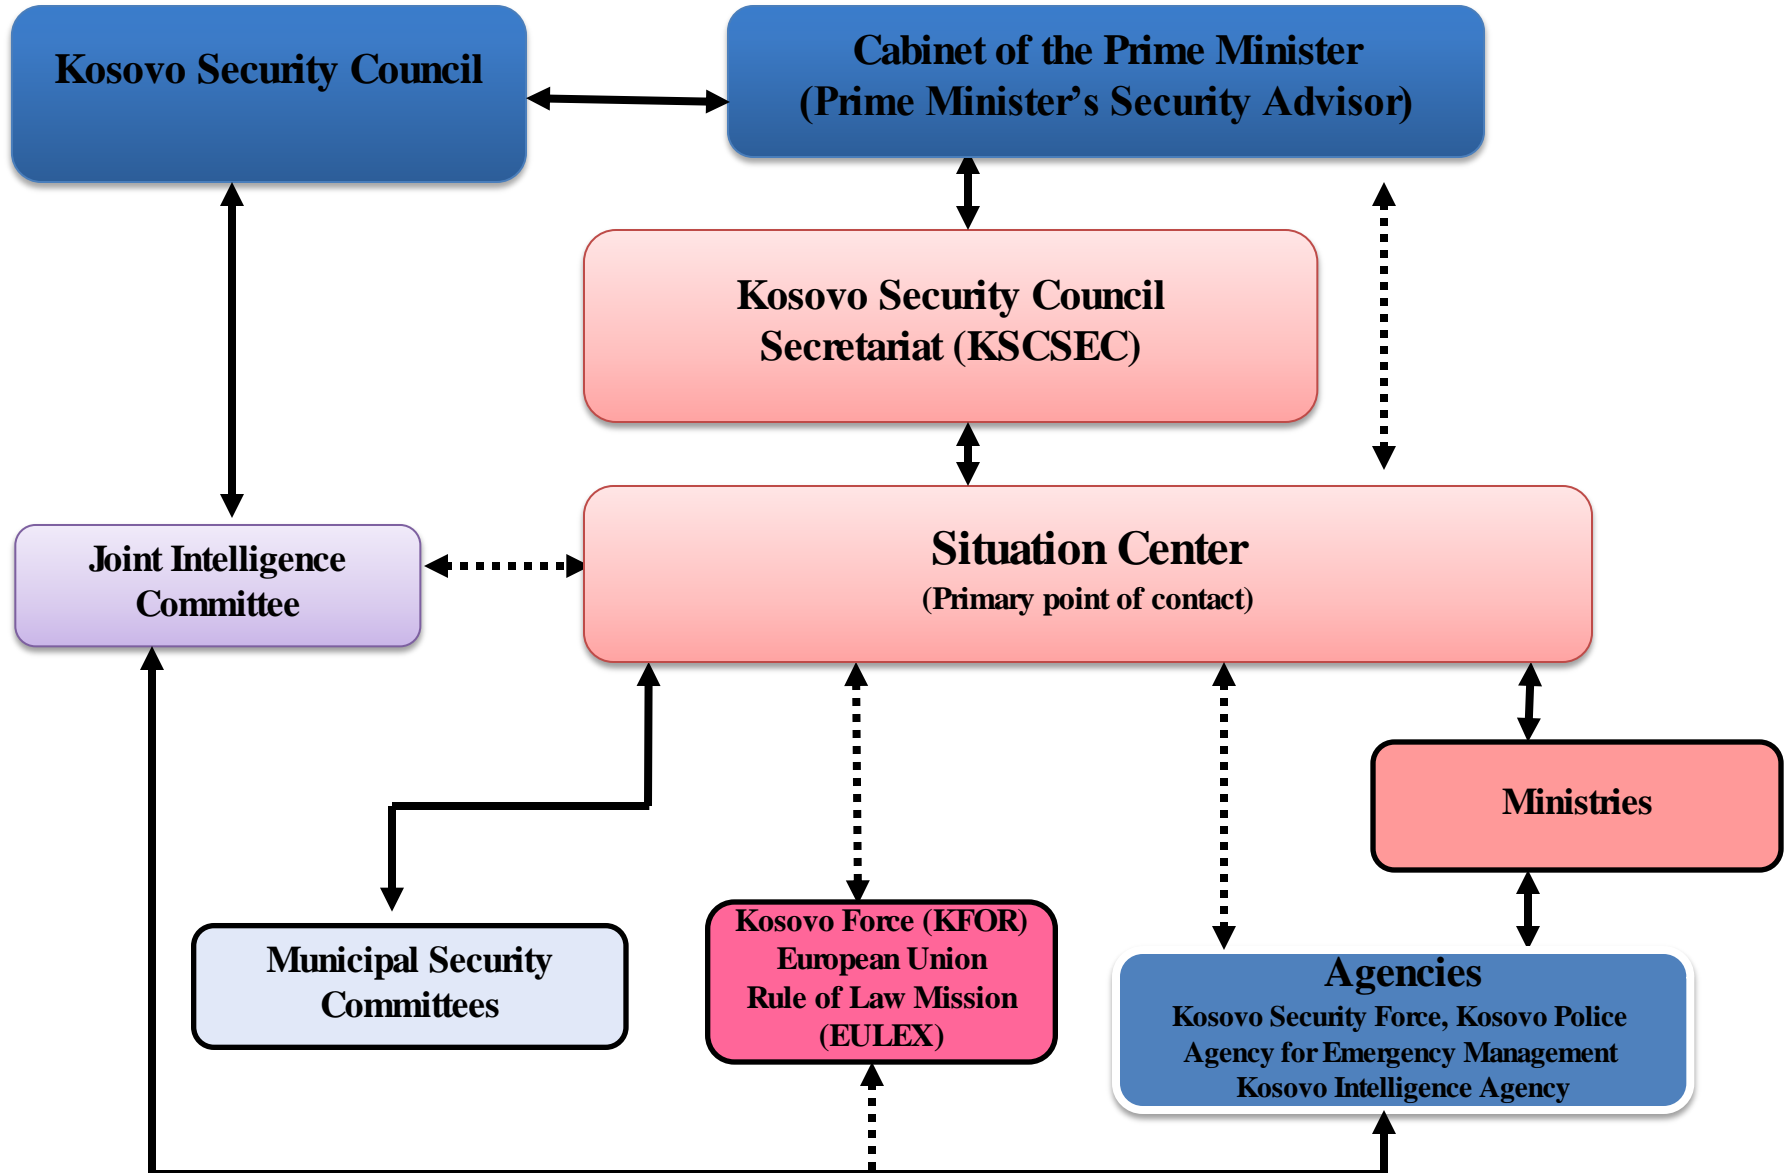 Kosovo Security Council
Cabinet of the Prime Minister
(Prime Minister’s Security Advisor)
Kosovo Security Council
Secretariat (KSCSEC)
Joint Intelligence
Committee
Situation Center
(Primary point of contact)
Ministries
Municipal Security
Committees
Kosovo Force (KFOR)
European Union
Rule of Law Mission
(EULEX)
Agencies
Kosovo Security Force, Kosovo Police
Agency for Emergency Management
Kosovo Intelligence Agency